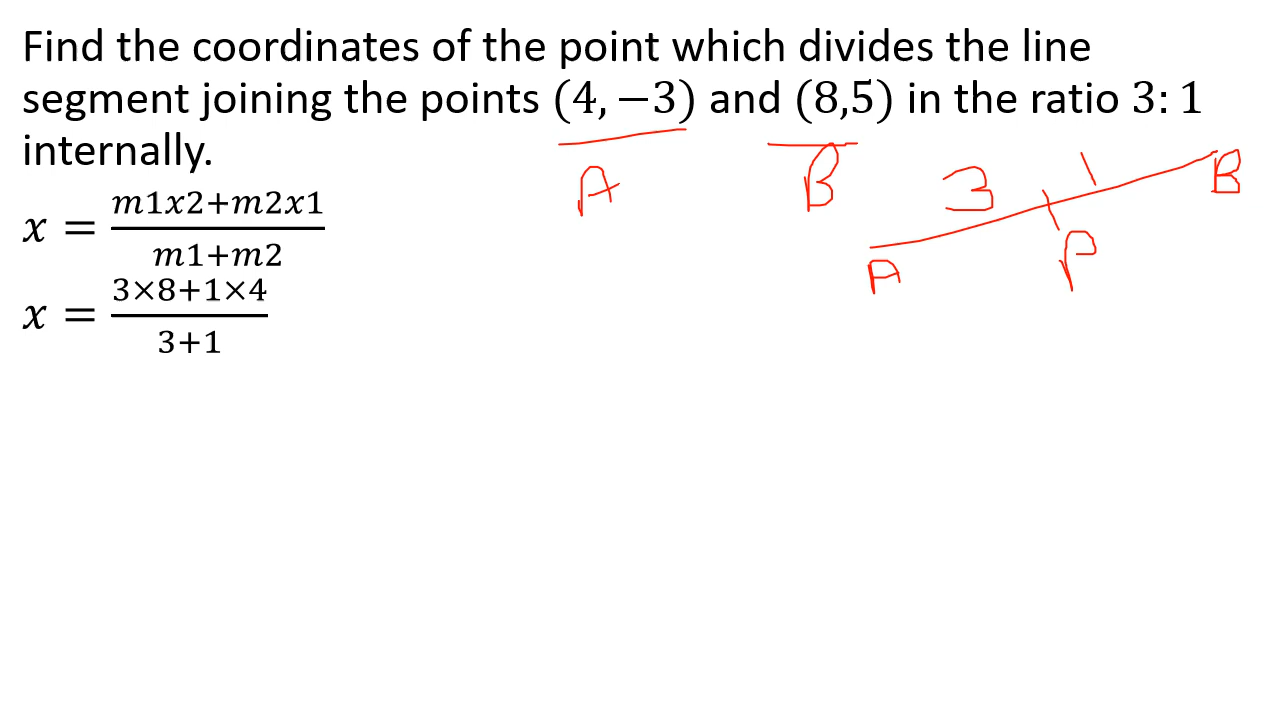 Find the coordinates of the point which divides the line
segment joining the points (4, −3) and (8,5) in the ratio 3: 1
internally.
A
B
3
1
B
A
P
x = m1x2+m2x1 / m1+m2
x = 3×8+1×4 / 3+1